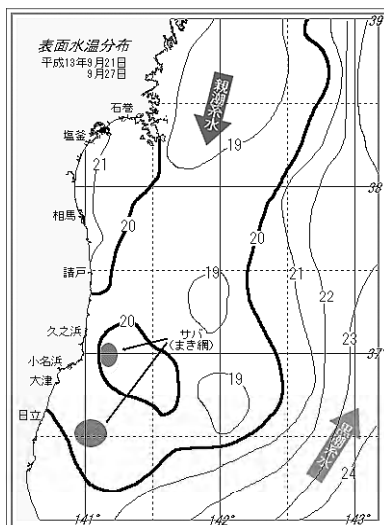 表面水温分布
平成13年9月21日
9月27日
39
石巻
親潮系水
塩釜
19
21
38
相馬
20
20
請戸
19
21
22
久之浜
20
サバ
(まき網)
23
小名浜
37°
大津
19
日立
黒潮系水
24
141°
142°
143°